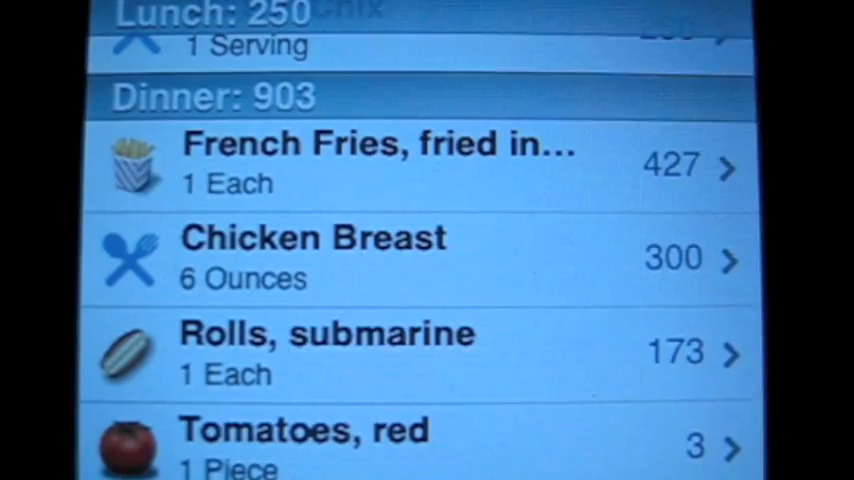 Lunch: 250
1 Serving
Dinner: 903
French Fries, fried in...
427
1 Each
Chicken Breast
300
6 Ounces
Rolls, submarine
173
1 Each
Tomatoes, red
3
1 Piece